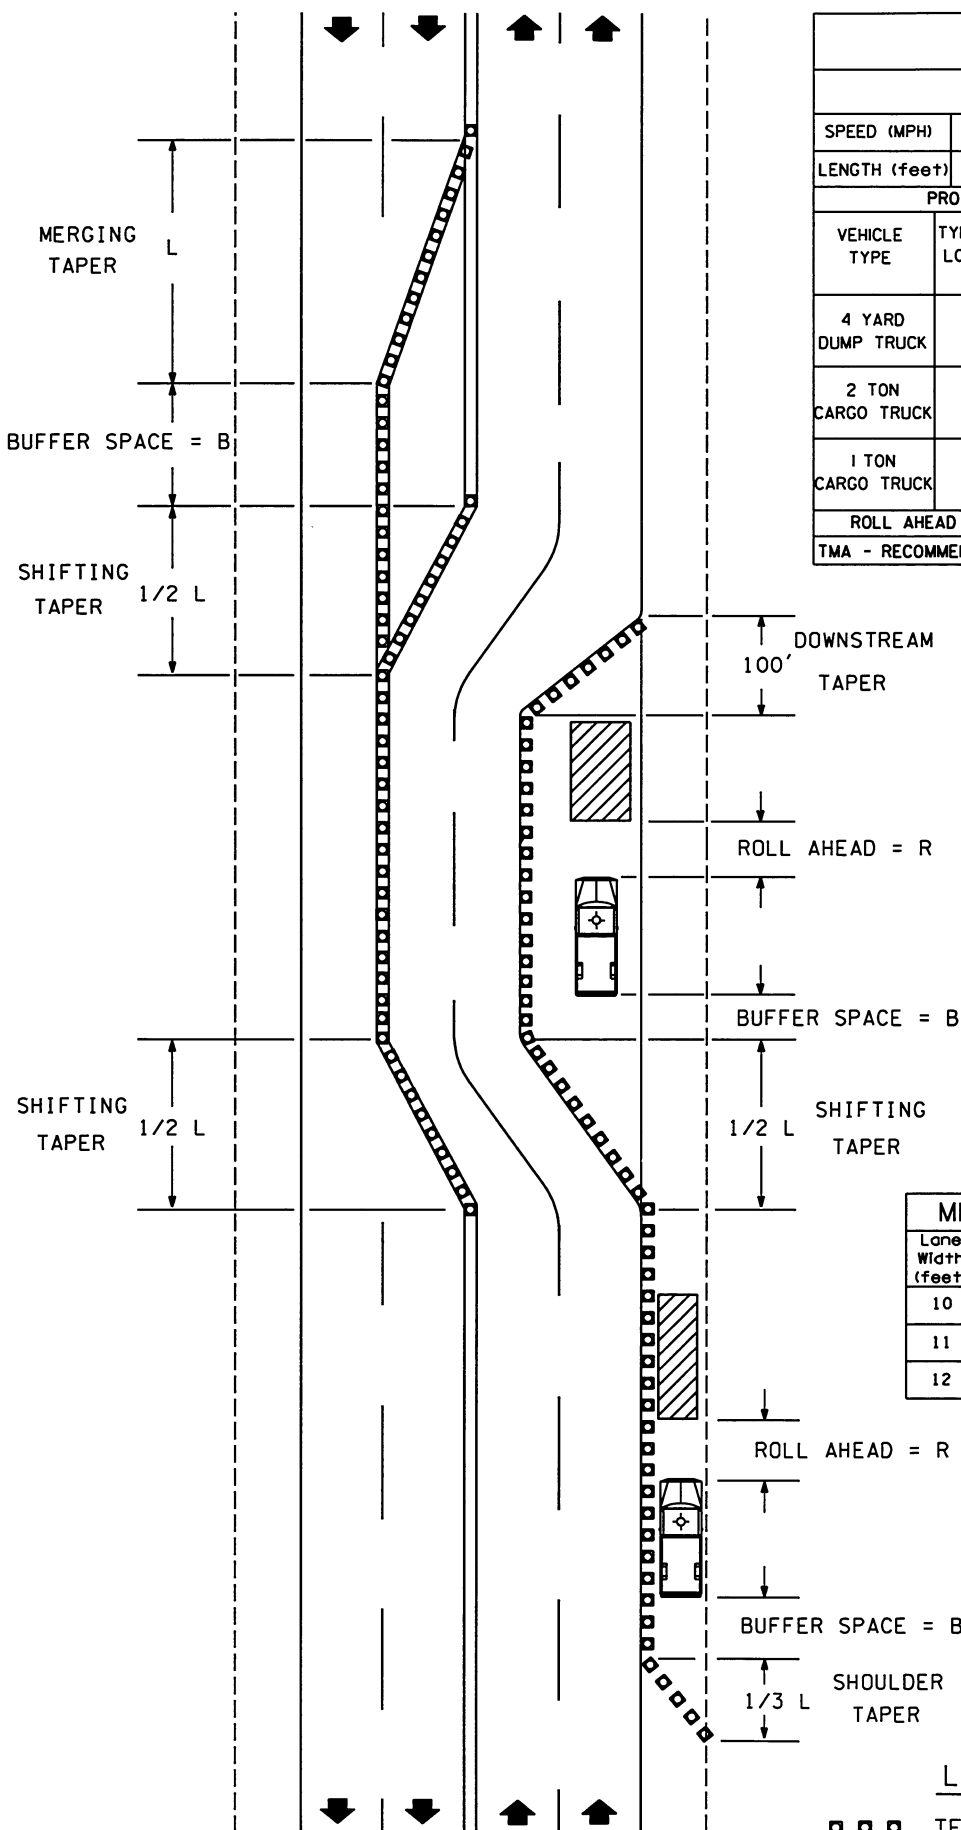 SPEED (MPH)
LENGTH (feet)
VEHICLE
TYPE
4 YARD
DUMP TRUCK
2 TON
CARGO TRUCK
1 TON
CARGO TRUCK
ROLL AHEAD
TMA -
MERGING
TAPER
L
BUFFER SPACE = B
SHIFTING
TAPER
1/2 L
DOWNSTREAM
100'
TAPER
ROLL AHEAD = R
BUFFER SPACE = B
SHIFTING
TAPER
1/2 L
1/2 L
SHIFTING
TAPER
Lane
Width
(feet
10
11
12
ROLL AHEAD = R
BUFFER SPACE = B
SHOULDER
1/3 L
TAPER